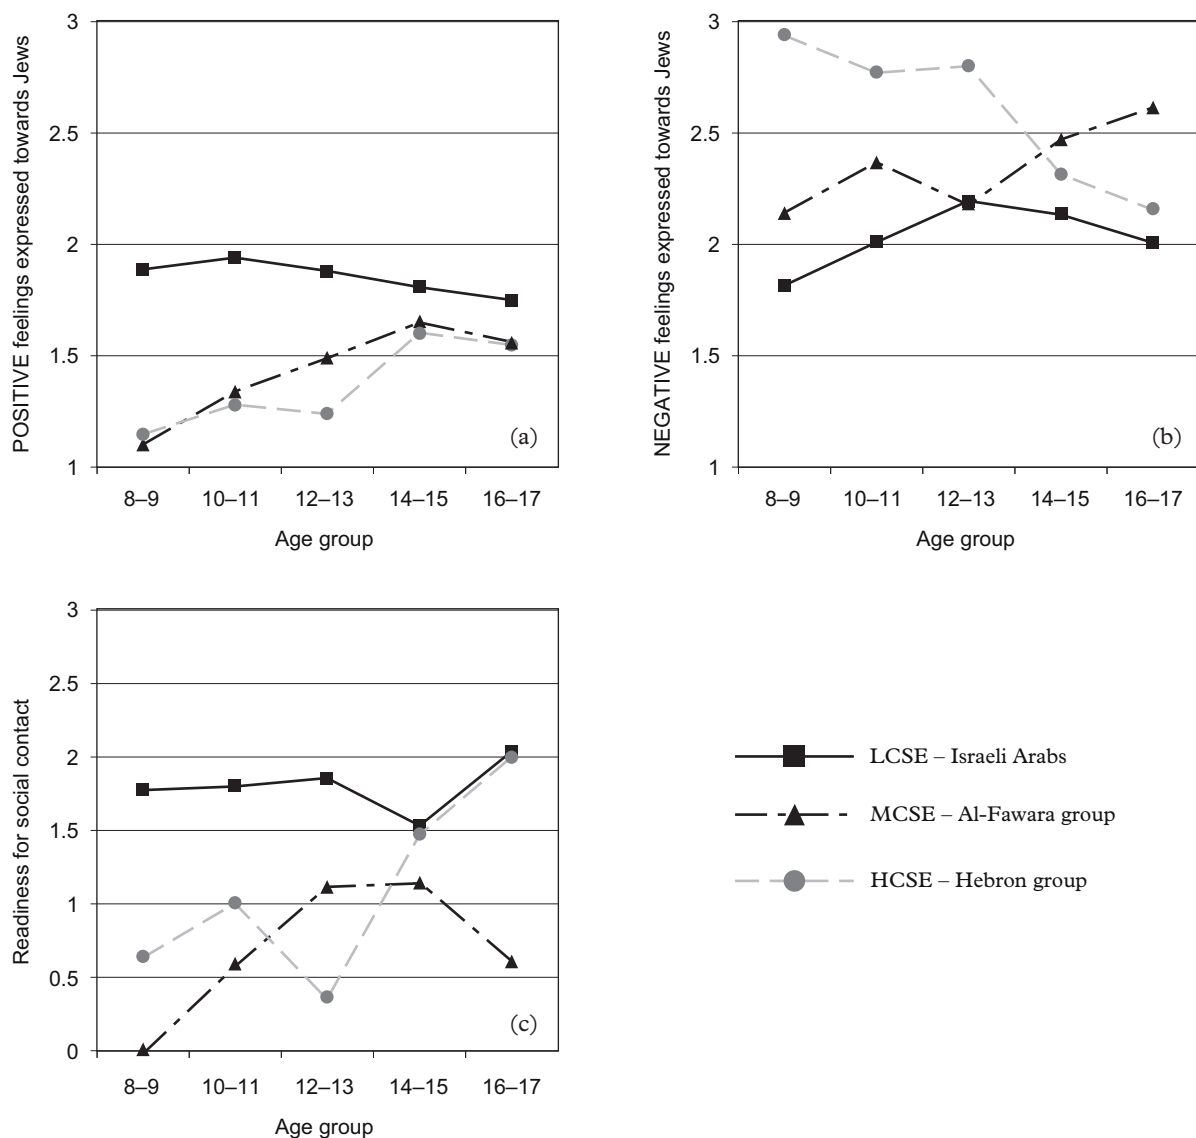 POSITIVE feelings expressed towards Jews
3
2.5
2
1.5
1
8–9
10–11
12–13
14–15
16–17
Age group
(a)
NEGATIVE feelings expressed towards Jews
3
2.5
2
1.5
1
8–9
10–11
12–13
14–15
16–17
Age group
(b)
Readiness for social contact
3
2.5
2
1.5
1
0.5
0
8–9
10–11
12–13
14–15
16–17
Age group
(c)
LCSE – Israeli Arabs
MCSE – Al-Fawara group
HCSE – Hebron group